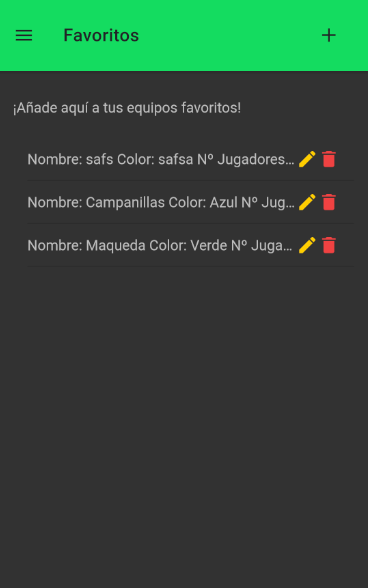 Favoritos
¡Añade aquí a tus equipos favoritos!
Nombre: safs Color: safsa Nº Jugadores...
Nombre: Campanillas Color: Azul Nº Jug...
Nombre: Maqueda Color: Verde Nº Juga...